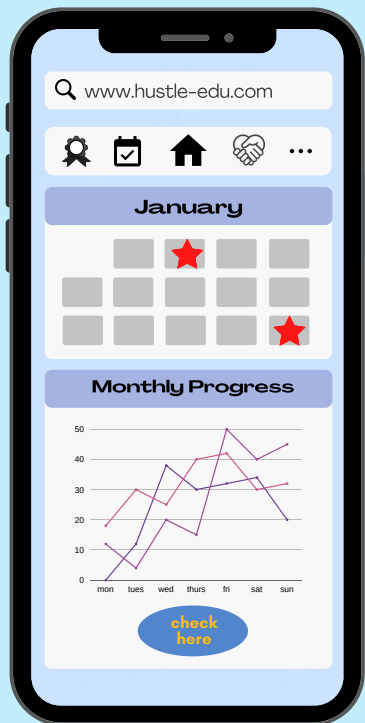 www.hustle-edu.com
January
Monthly Progress
50
40
30
20
10
0
mon tues wed thurs fri sat sun
check
here